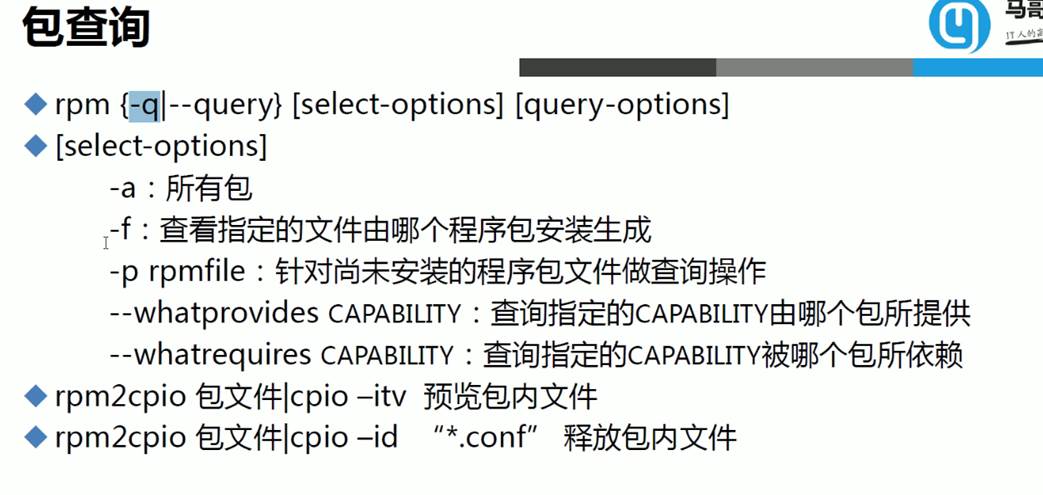 包查询
马哥
IT人的高
rpm {-q|--query} [select-options] [query-options]
[select-options]
-a：所有包
-f：查看指定的文件由哪个程序包安装生成
-p rpmfile：针对尚未安装的程序包文件做查询操作
--whatprovides CAPABILITY：查询指定的CAPABILITY由哪个包所提供
--whatrequires CAPABILITY：查询指定的CAPABILITY被哪个包所依赖
rpm2cpio 包文件|cpio –itv 预览包内文件
rpm2cpio 包文件|cpio –id “*.conf” 释放包内文件